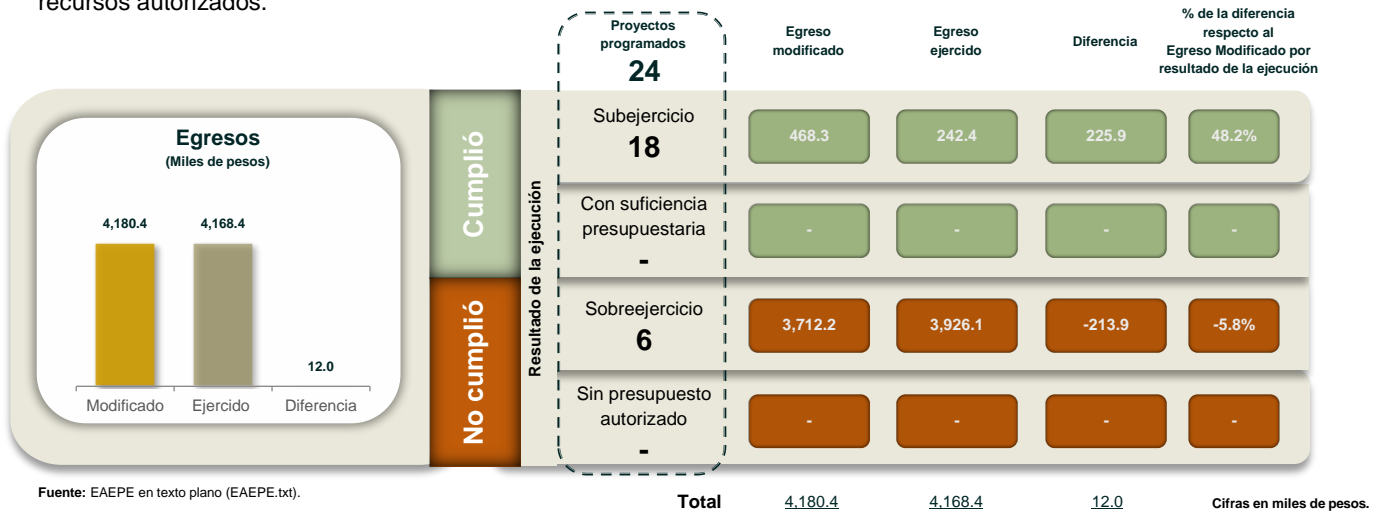 recursos autorizados.
Proyectos
programados
24
Egreso
modificado
Egreso
ejercido
Diferencia
% de la diferencia
respecto al
Egreso Modificado por
resultado de la ejecución
Egresos
(Miles de pesos)
4,180.4
4,168.4
12.0
Modificado
Ejercido
Diferencia
Cumplió
No cumplió
Resultado de la ejecución
Subejercicio
18
468.3
242.4
225.9
48.2%
Con suficiencia
presupuestaria
-
-
-
-
-
Sobreejercicio
6
3,712.2
3,926.1
-213.9
-5.8%
Sin presupuesto
autorizado
-
-
-
-
-
Fuente: EAEPE en texto plano (EAEPE.txt).
Total
4,180.4
4,168.4
12.0
Cifras en miles de pesos.